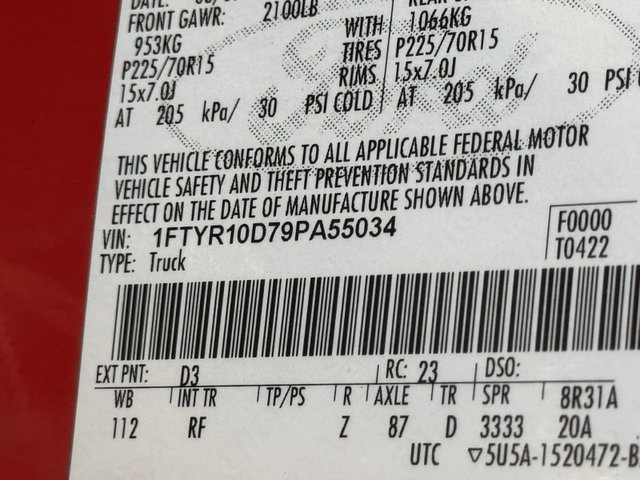 DATE:
FRONT GAWR: 2100LB
953KG WITH 1066KG
P225/70R15 TIRES P225/70R15
15x7.0J RIMS 15x7.0J
AT 205 kPa/ 30 PSI COLD AT 205 kPa/ 30 PSI
THIS VEHICLE CONFORMS TO ALL APPLICABLE FEDERAL MOTOR
VEHICLE SAFETY AND THEFT PREVENTION STANDARDS IN
EFFECT ON THE DATE OF MANUFACTURE SHOWN ABOVE.
VIN: 1FTYR10D79PA55034 F0000
TYPE: Truck T0422
EXT PNT: D3 RC: 23 DSO:
WB INT TR TP/PS R AXLE TR SPR 8R31A
112 RF Z 87 D 3333 20A
UTC ▽5U5A-1520472-B